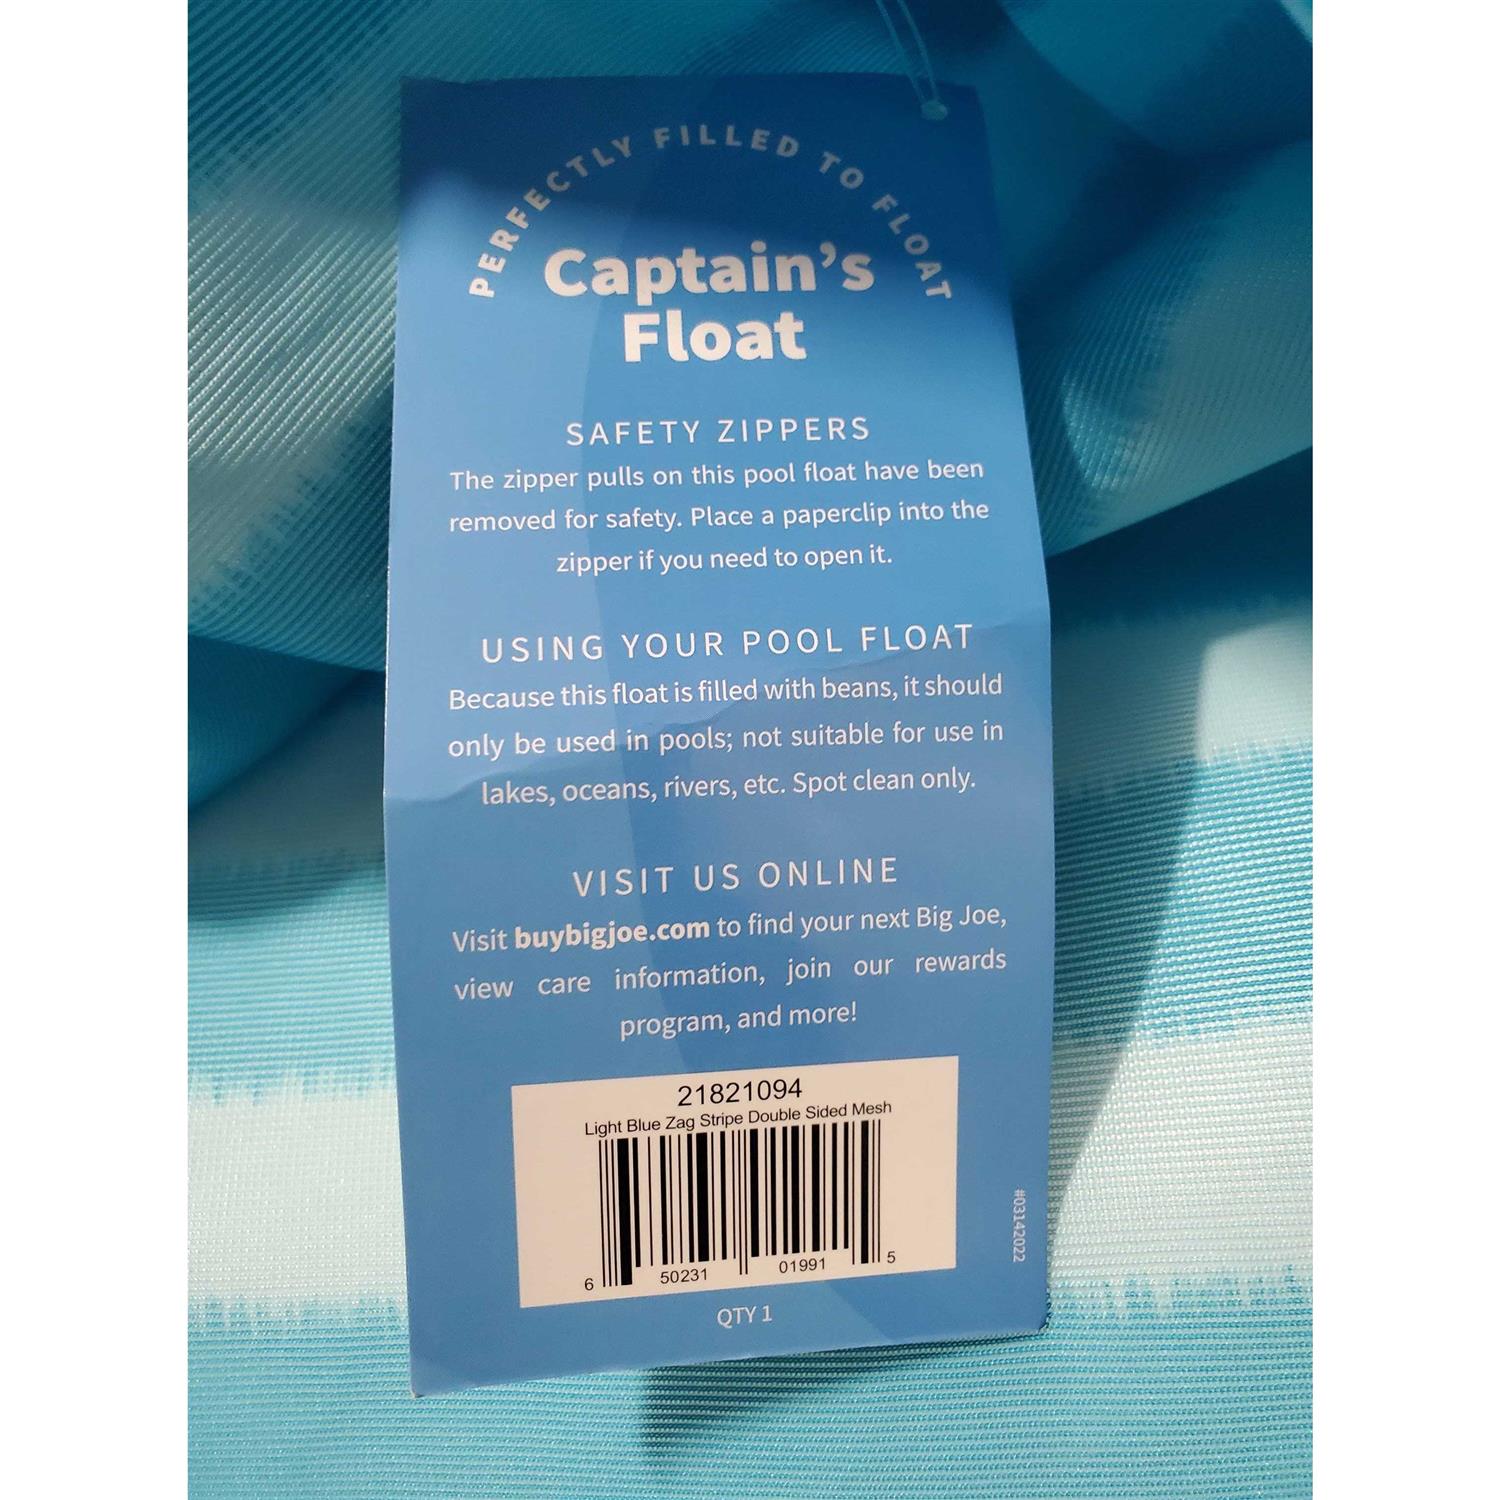 PERFECTLY FILLED TO FLOAT
Captain's
Float
SAFETY ZIPPERS
The zipper pulls on this pool float have been
removed for safety. Place a paperclip into the
zipper if you need to open it.
USING YOUR POOL FLOAT
Because this float is filled with beans, it should
only be used in pools; not suitable for use in
lakes, oceans, rivers, etc. Spot clean only.
VISIT US ONLINE
Visit buybigjoe.com to find your next Big Joe,
view care information, join our rewards
program, and more!
21821094
Light Blue Zag Stripe Double Sided Mesh
6 50231 01991 5
QTY 1
#03142022